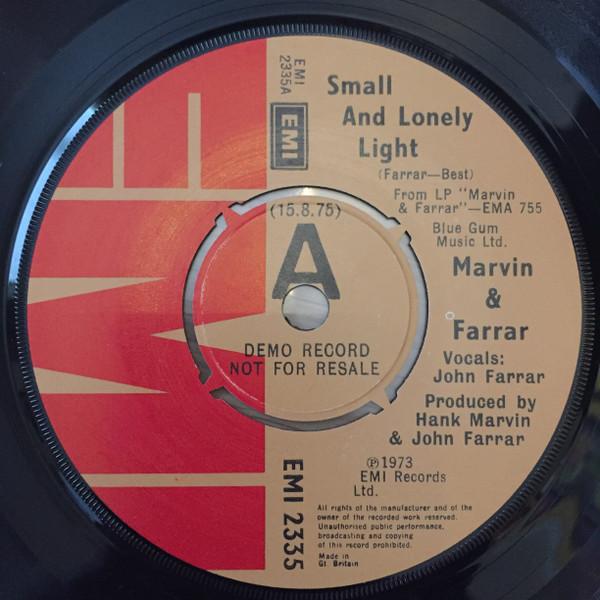 EMI
2335A
EMI
Small
And Lonely
Light
(Farrar—Best)
From LP "Marvin
& Farrar"—EMA 755
Blue Gum
Music Ltd.
(15.8.75)
A
Marvin
&
Farrar
DEMO RECORD
NOT FOR RESALE
Vocals:
John Farrar
Produced by
Hank Marvin
& John Farrar
℗1973
EMI Records
Ltd.
EMI 2335
All rights of the manufacturer and of the
owner of the recorded work reserved.
Unauthorised public performance,
broadcasting and copying
of this record prohibited.
Made in
Gt Britain
EMI